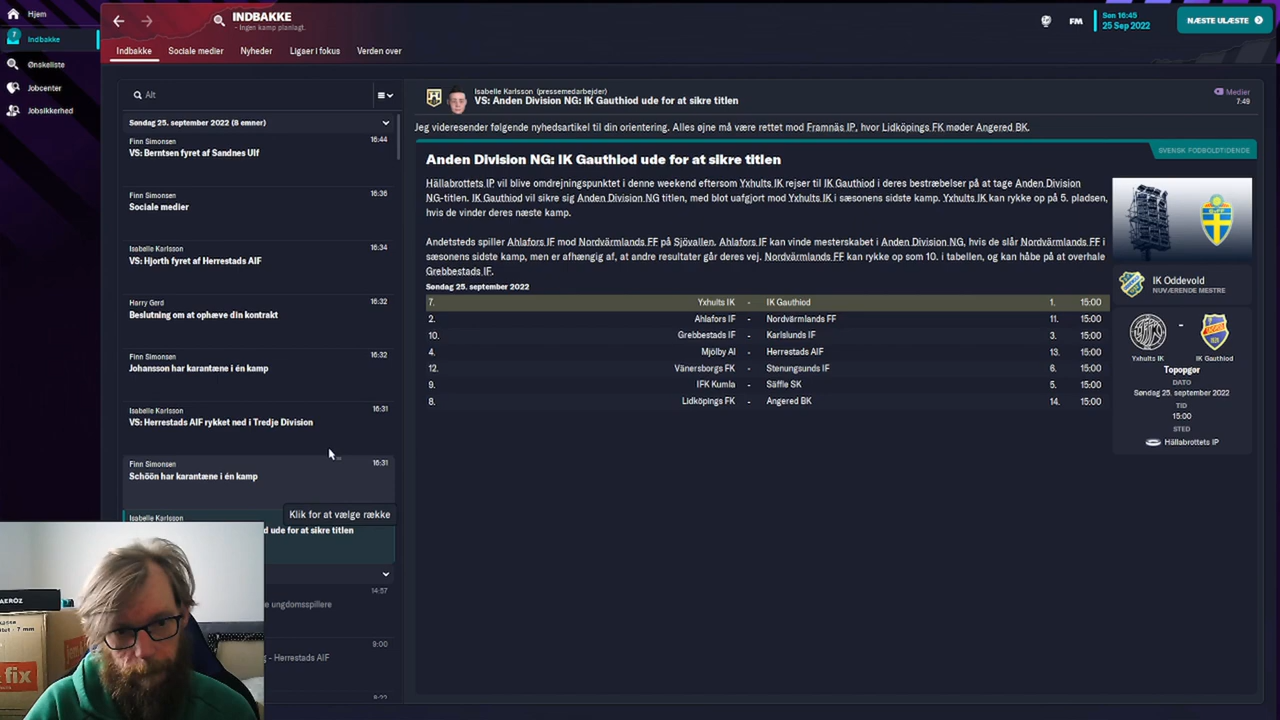 Hjem
7
Indbakke
Ønskeliste
Jobcenter
Jobsikkerhed
INDBAKKE
- Ingen kamp planlagt.
FM
Søn 16:45
25 Sep 2022
NÆSTE ULÆSTE
Indbakke
Sociale medier
Nyheder
Ligaer i fokus
Verden over
Alt
Søndag 25. september 2022 (8 emner)
Finn Simonsen 16:44
VS: Berntsen fyret af Sandnes Ulf
Finn Simonsen 16:36
Sociale medier
Isabelle Karlsson 16:34
VS: Hjorth fyret af Herrestads AIF
Harry Gerd 16:32
Beslutning om at ophæve din kontrakt
Finn Simonsen 16:32
Johansson har karantæne i én kamp
Isabelle Karlsson 16:31
VS: Herrestads AIF rykket ned i Tredje Division
Finn Simonsen 16:31
Schöön har karantæne i én kamp
Klik for at vælge række
Isabelle Karlsson
ude for at sikre titlen
14:57
ungdomsspillere
9:00
- Herrestads AIF
Isabelle Karlsson (pressemedarbejder)
VS: Anden Division NG: IK Gauthiod ude for at sikre titlen
Medier
7.49
Jeg videresender følgende nyhedsartikel til din orientering. Alles øjne må være rettet mod Framnäs IP, hvor Lidköpings FK møder Angered BK.
SVENSK FODBOLDTIDENDE
Anden Division NG: IK Gauthiod ude for at sikre titlen
Hällabrottets IP vil blive omdrejningspunktet i denne weekend eftersom Yxhults IK rejser til IK Gauthiod i deres bestræbelser på at tage Anden Division
NG-titlen. IK Gauthiod vil sikre sig Anden Division NG titlen, med blot uafgjort mod Yxhults IK i sæsonens sidste kamp. Yxhults IK kan rykke op på 5. pladsen,
hvis de vinder deres næste kamp.
Andetsteds spiller Ahlafors IF mod Nordvärmlands FF på Sjövallen. Ahlafors IF kan vinde mesterskabet i Anden Division NG, hvis de slår Nordvärmlands FF i
sæsonens sidste kamp, men er afhængig af, at andre resultater går deres vej. Nordvärmlands FF kan rykke op som 10. i tabellen, og kan håbe på at overhale
Grebbestads IF.
Søndag 25. september 2022
7. Yxhults IK - IK Gauthiod 1. 15:00
2. Ahlafors IF - Nordvärmlands FF 11. 15:00
10. Grebbestads IF - Karlslunds IF 3. 15:00
4. Mjölby AI - Herrestads AIF 13. 15:00
12. Vänersborgs FK - Stenungsunds IF 6. 15:00
9. IFK Kumla - Säffle SK 5. 15:00
8. Lidköpings FK - Angered BK 14. 15:00
IK Oddevold
NUVÆRENDE MESTRE
Yxhults IK - IK Gauthiod
Topopgør
DATO
Søndag 25. september 2022
TID
15:00
STED
Hällabrottets IP
fix